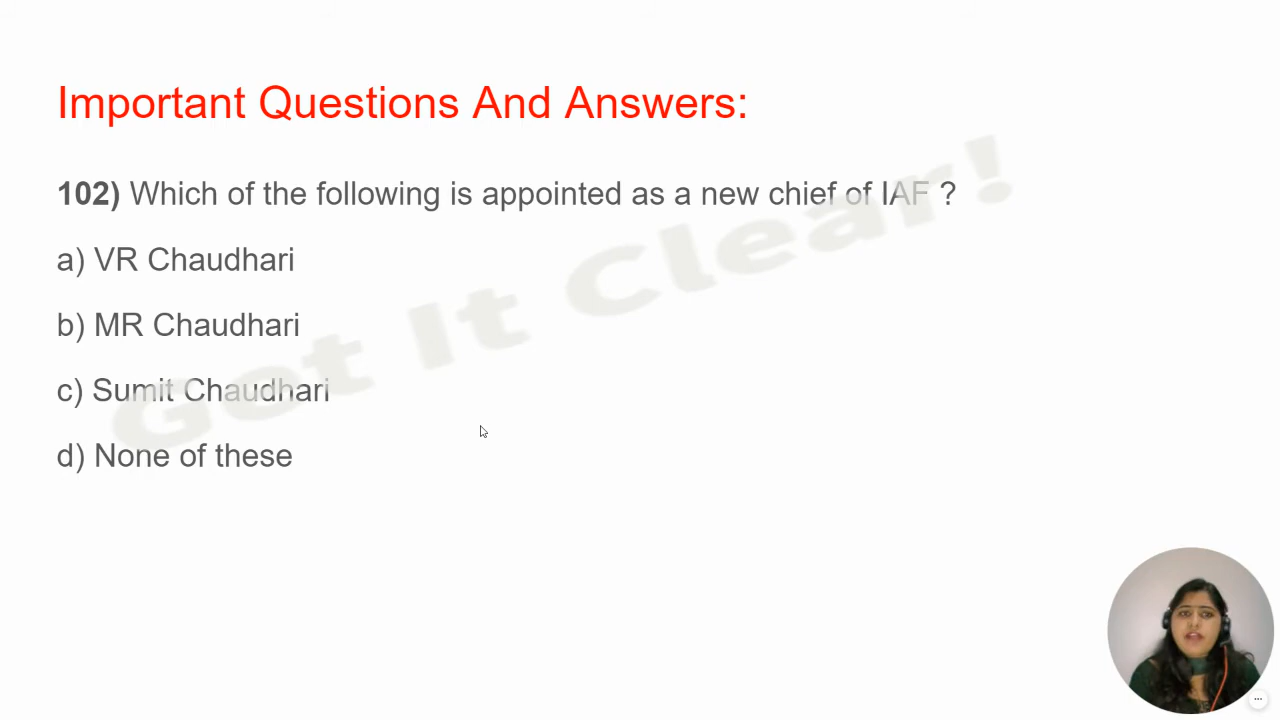 Important Questions And Answers:
102) Which of the following is appointed as a new chief of IAF ?
a) VR Chaudhari
b) MR Chaudhari
c) Sumit Chaudhari
d) None of these
Get It Clear!